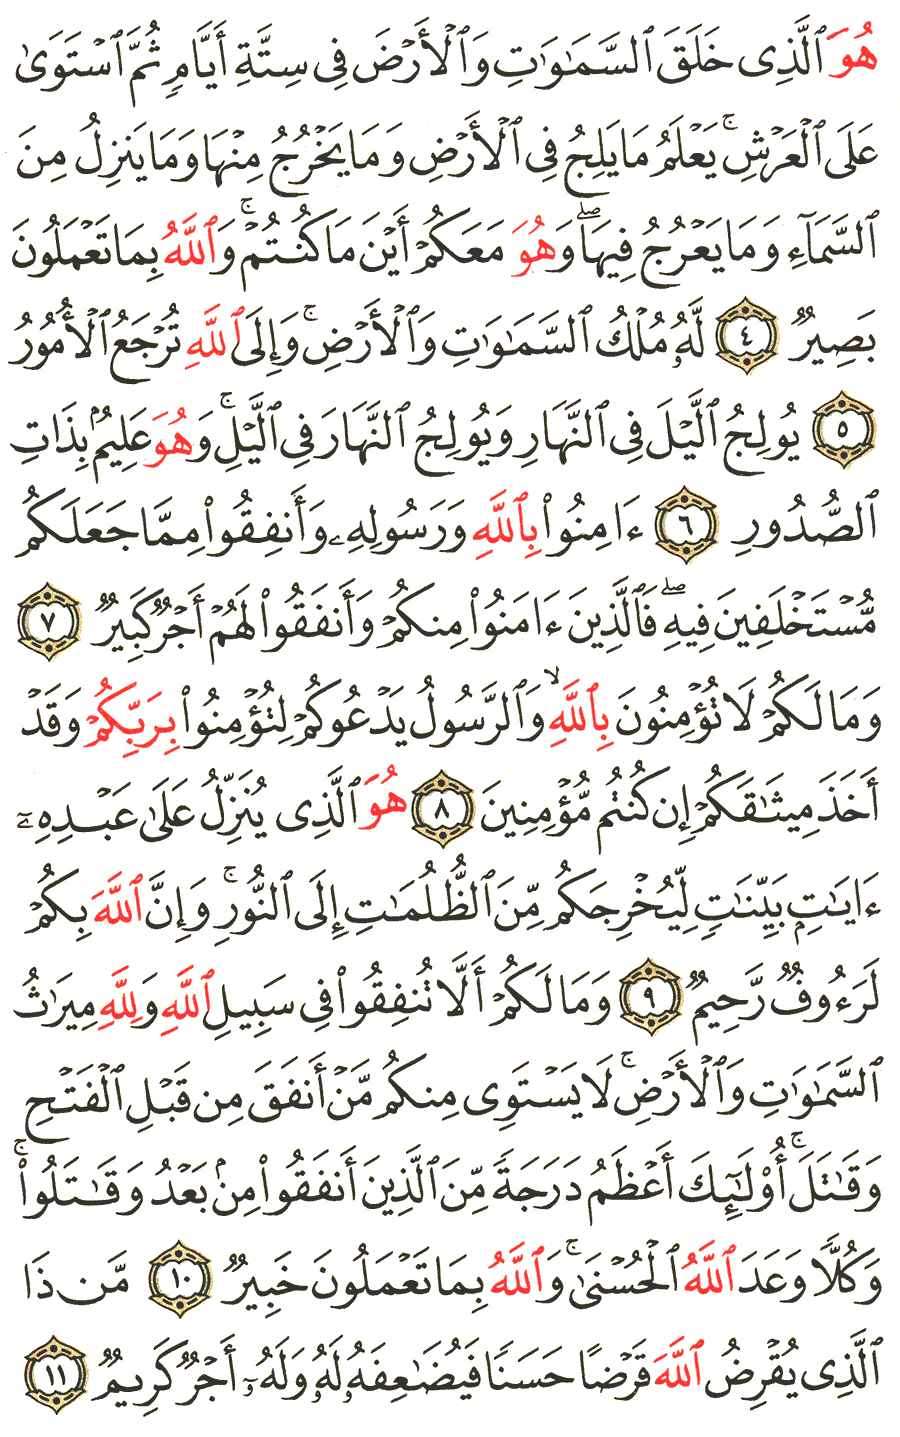 هُوَ ٱلَّذِى خَلَقَ ٱلسَّمَـٰوَٰتِ وَٱلْأَرْضَ فِى سِتَّةِ أَيَّامٍ ثُمَّ ٱسْتَوَىٰ
عَلَى ٱلْعَرْشِ ۚ يَعْلَمُ مَا يَلِجُ فِى ٱلْأَرْضِ وَمَا يَخْرُجُ مِنْهَا وَمَا يَنزِلُ مِنَ
ٱلسَّمَآءِ وَمَا يَعْرُجُ فِيهَا ۖ وَهُوَ مَعَكُمْ أَيْنَ مَا كُنتُمْ ۚ وَٱللَّهُ بِمَا تَعْمَلُونَ
بَصِيرٌ ٤ لَّهُۥ مُلْكُ ٱلسَّمَـٰوَٰتِ وَٱلْأَرْضِ ۚ وَإِلَى ٱللَّهِ تُرْجَعُ ٱلْأُمُورُ
٥ يُولِجُ ٱلَّيْلَ فِى ٱلنَّهَارِ وَيُولِجُ ٱلنَّهَارَ فِى ٱلَّيْلِ ۚ وَهُوَ عَلِيمٌۢ بِذَاتِ
ٱلصُّدُورِ ٦ ءَامِنُوا۟ بِٱللَّهِ وَرَسُولِهِۦ وَأَنفِقُوا۟ مِمَّا جَعَلَكُم
مُّسْتَخْلَفِينَ فِيهِ ۖ فَٱلَّذِينَ ءَامَنُوا۟ مِنكُمْ وَأَنفَقُوا۟ لَهُمْ أَجْرٌ كَبِيرٌ ٧
وَمَا لَكُمْ لَا تُؤْمِنُونَ بِٱللَّهِ ۙ وَٱلرَّسُولُ يَدْعُوكُمْ لِتُؤْمِنُوا۟ بِرَبِّكُمْ وَقَدْ
أَخَذَ مِيثَـٰقَكُمْ إِن كُنتُم مُّؤْمِنِينَ ٨ هُوَ ٱلَّذِى يُنَزِّلُ عَلَىٰ عَبْدِهِۦٓ
ءَايَـٰتٍۭ بَيِّنَـٰتٍ لِّيُخْرِجَكُم مِّنَ ٱلظُّلُمَـٰتِ إِلَى ٱلنُّورِ ۚ وَإِنَّ ٱللَّهَ بِكُمْ
لَرَءُوفٌ رَّحِيمٌ ٩ وَمَا لَكُمْ أَلَّا تُنفِقُوا۟ فِى سَبِيلِ ٱللَّهِ وَلِلَّهِ مِيرَٰثُ
ٱلسَّمَـٰوَٰتِ وَٱلْأَرْضِ ۚ لَا يَسْتَوِى مِنكُم مَّنْ أَنفَقَ مِن قَبْلِ ٱلْفَتْحِ
وَقَـٰتَلَ ۚ أُو۟لَـٰٓئِكَ أَعْظَمُ دَرَجَةً مِّنَ ٱلَّذِينَ أَنفَقُوا۟ مِنۢ بَعْدُ وَقَـٰتَلُوا۟ ۚ
وَكُلًّا وَعَدَ ٱللَّهُ ٱلْحُسْنَىٰ ۚ وَٱللَّهُ بِمَا تَعْمَلُونَ خَبِيرٌ ١٠ مَّن ذَا
ٱلَّذِى يُقْرِضُ ٱللَّهَ قَرْضًا حَسَنًا فَيُضَـٰعِفَهُۥ لَهُۥ وَلَهُۥٓ أَجْرٌ كَرِيمٌ ١١